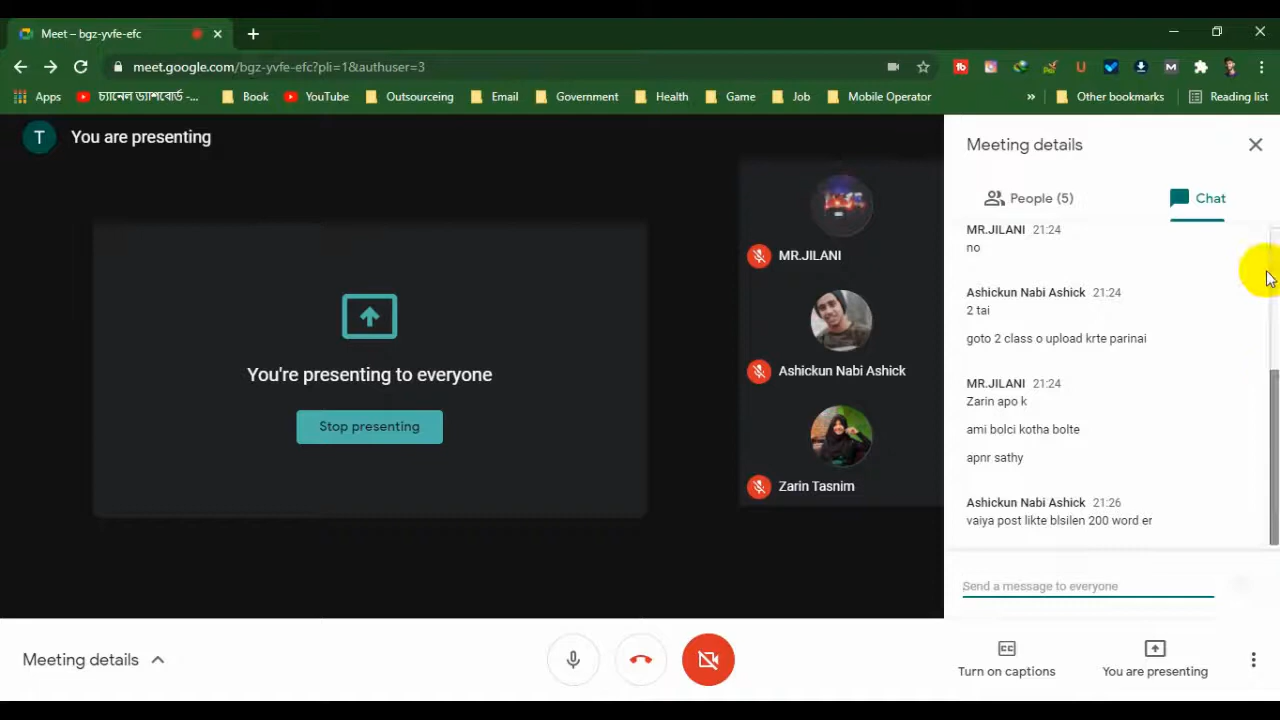 Meet – bgz-yvfe-efc
meet.google.com/bgz-yvfe-efc?pli=1&authuser=3
Apps
চ্যানেল ড্যাশবোর্ড -...
Book
YouTube
Outsourceing
Email
Government
Health
Game
Job
Mobile Operator
»
Other bookmarks
Reading list
T
You are presenting
You're presenting to everyone
Stop presenting
MR.JILANI
Ashickun Nabi Ashick
Zarin Tasnim
Meeting details
People (5)
Chat
MR.JILANI 21:24
no
Ashickun Nabi Ashick 21:24
2 tai
goto 2 class o upload krte parinai
MR.JILANI 21:24
Zarin apo k
ami bolci kotha bolte
apnr sathy
Ashickun Nabi Ashick 21:26
vaiya post likte blsilen 200 word er
Send a message to everyone
Meeting details
Turn on captions
You are presenting